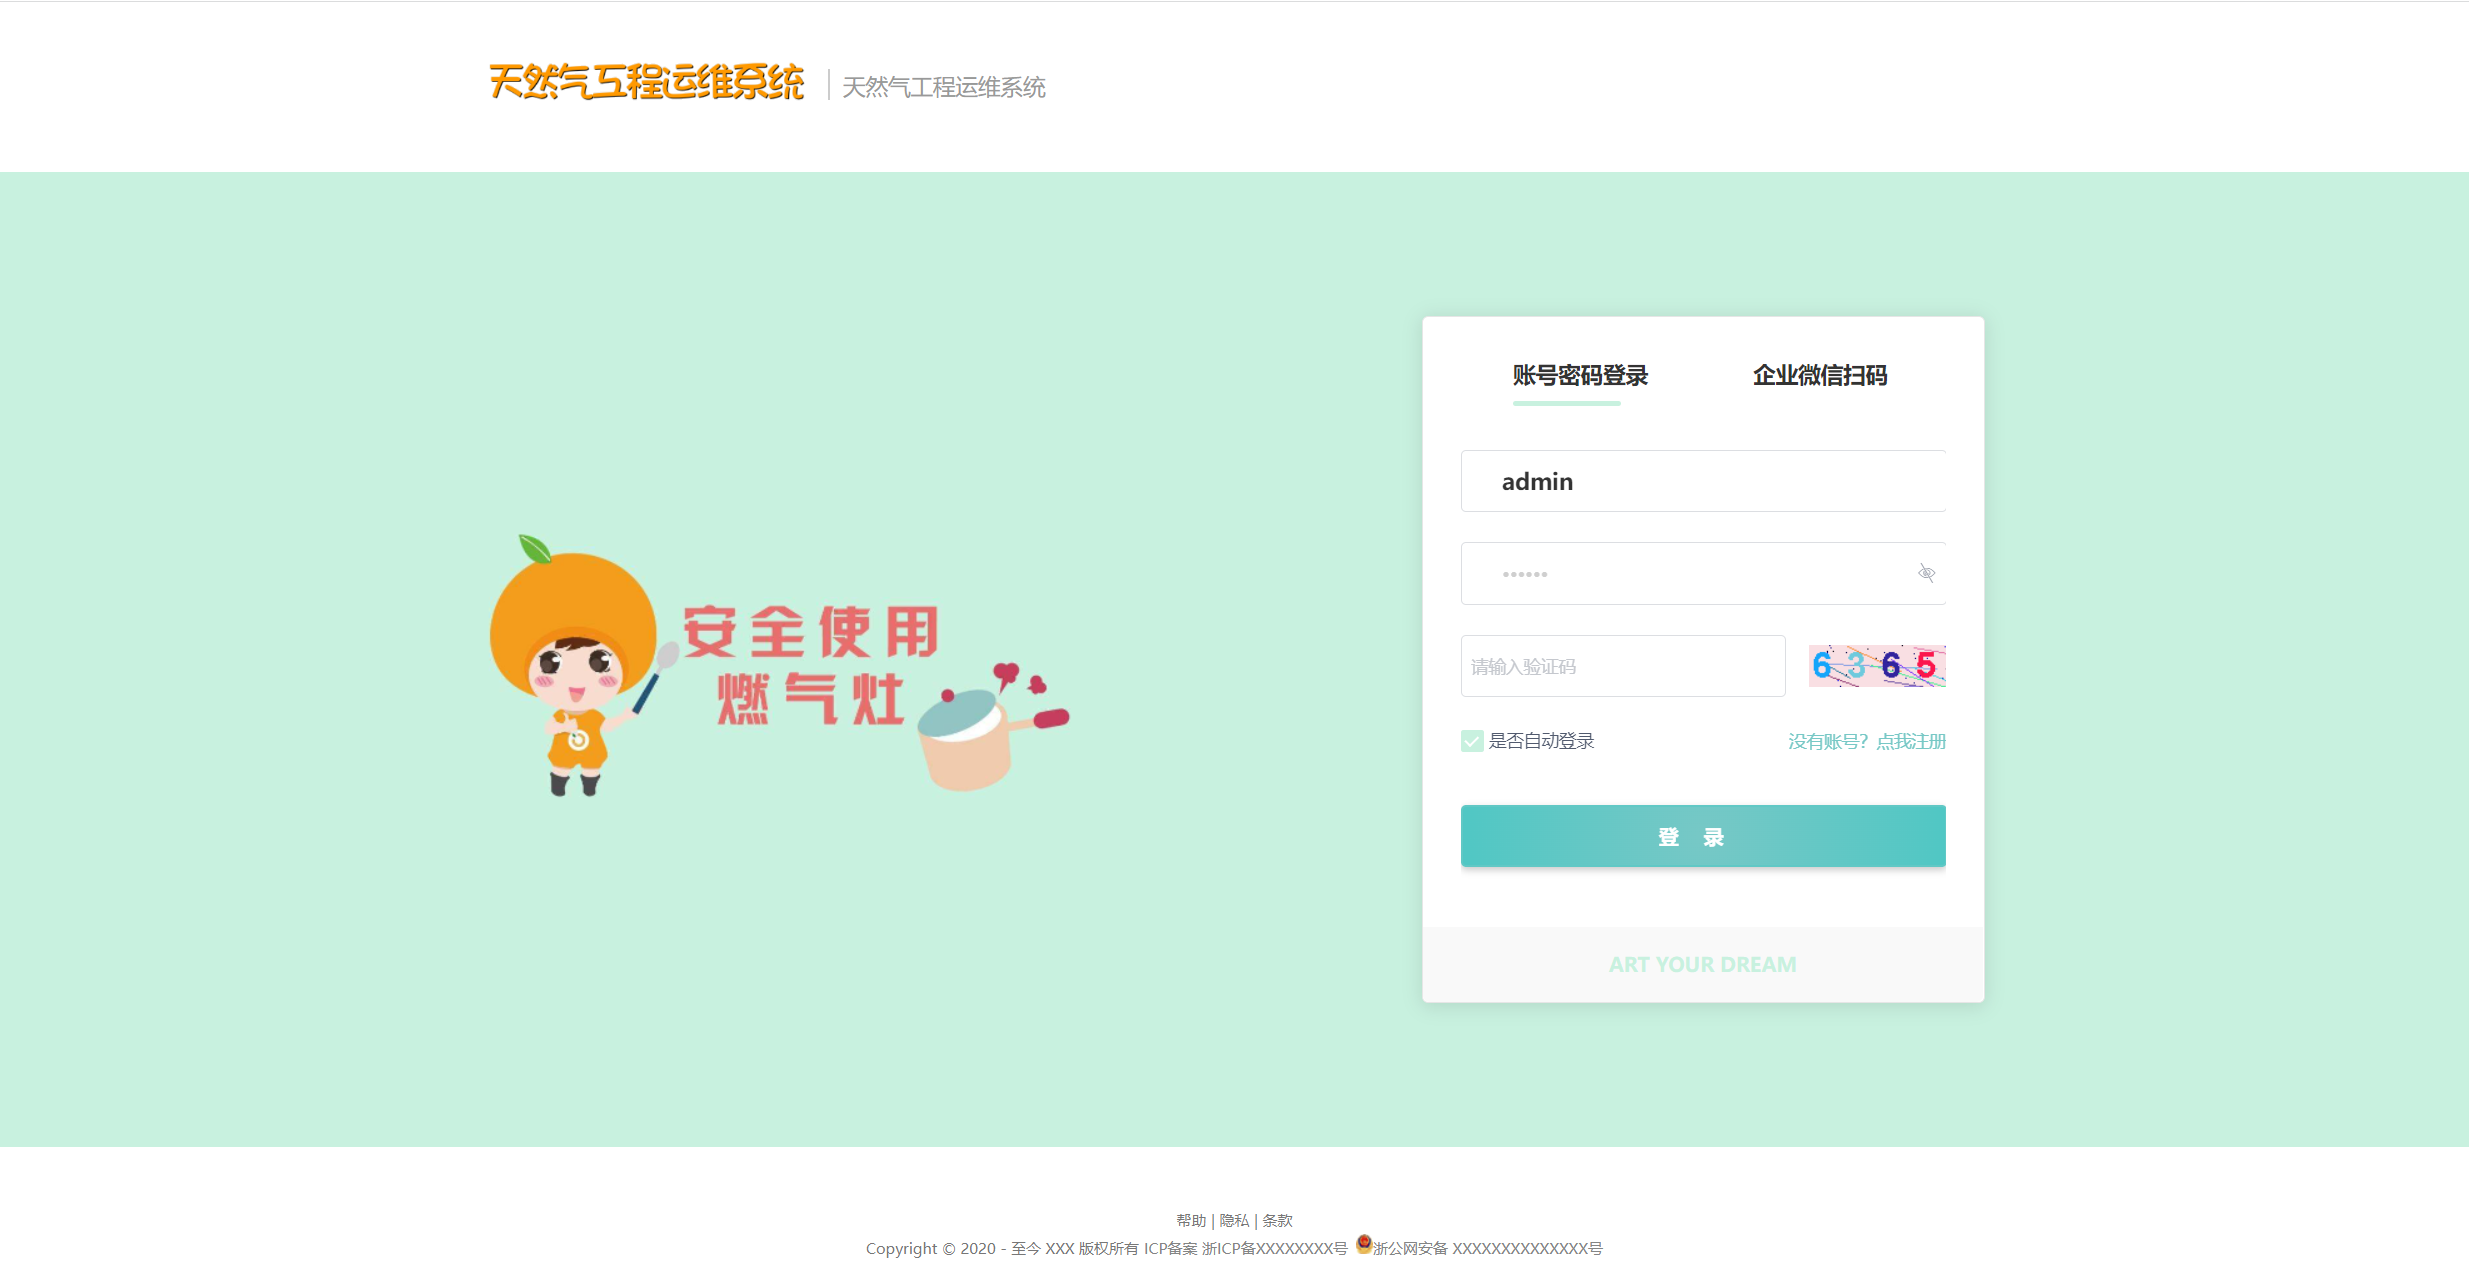 天然气工程运维系统 天然气工程运维系统
安全使用
燃气灶
账号密码登录 企业微信扫码
admin
••••••
请输入验证码 6365
是否自动登录 没有账号？点我注册
登 录
ART YOUR DREAM
帮助 | 隐私 | 条款
Copyright © 2020 - 至今 XXX 版权所有 ICP备案 浙ICP备XXXXXXXX号 浙公网安备 XXXXXXXXXXXXXX号